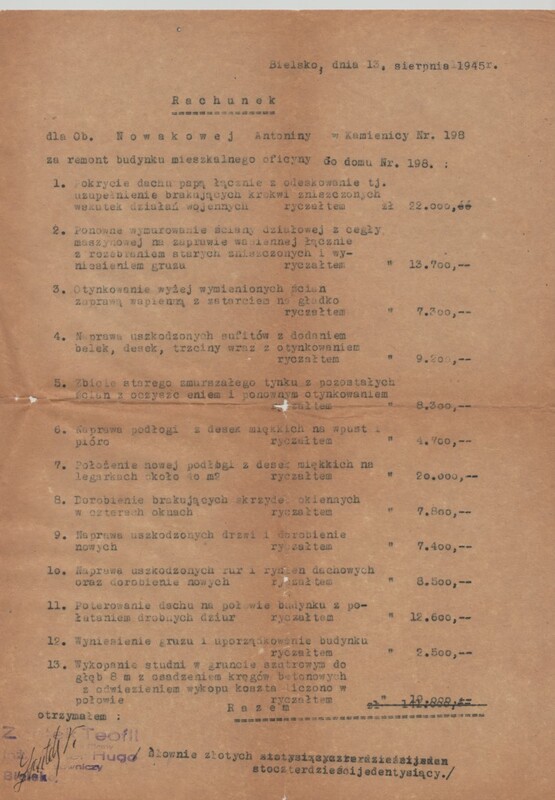 Bielsko, dnia 13. sierpnia 1945r.
Rachunek
dla Ob. Nowakowej Antoniny w Kamienicy Nr. 198
za remont budynku mieszkalnego oficyny do domu Nr. 198. :
1. Pokrycie dachu papą łącznie z odeskowanie tj.
uzupełnienie brakujących krokwi zniszczonych
wskutek działań wojennych ryczałtem zł 22.000,
2. Ponowne wymurowanie ściany działowej z cegły
maszynowej na zaprawie wapiennej łącznie
z rozebraniem starych zniszczonych i wy-
niesieniem gruzu ryczałtem " 13.700,--
3. Otynkowanie wyżej wymienionych ścian
zaprawą wapienną z zatarciem na gładko
ryczałtem " 7.300,--
4. Naprawa uszkodzonych sufitów z dodaniem
belek, desek, trzciny wraz z otynkowaniem
ryczałtem " 9.200,--
5. Zbicie starego zmurszałego tynku z pozostałych
ścian z oczyszczeniem i ponownym otynkowaniem
ryczałtem " 8.300,--
6. Naprawa podłogi z desek miękkich na wpust i
pióro ryczałtem " 4.700,--
7. Położenie nowej podłogi z desek miękkich na
legarkach około 40 m2 ryczałtem " 20.000,--
8. Dorobienie brakujących skrzydeł okiennych
w czterech oknach ryczałtem " 7.800,--
9. Naprawa uszkodzonych drzwi i dorobienie
nowych ryczałtem " 7.400,--
10. Naprawa uszkodzonych rur i rynien dachowych
oraz dorobienie nowych ryczałtem " 8.500,--
11. Poterowanie dachu na połowie budynku z po-
łataniem drobnych dziur ryczałtem " 12.600,--
12. Wyniesienie gruzu i uporządkowanie budynku
ryczałtem " 2.500,--
13. Wykopanie studni w gruncie szutrowym do
głęb 8 m z osadzeniem kręgów betonowych
z odwiezieniem wykopu koszta liczono w
połowie ryczałtem "
Razem zł
otrzymałem :
Teofil
Hugo
Bielsko
/słownie złotych
stoczterdzieścijedentysięcy./